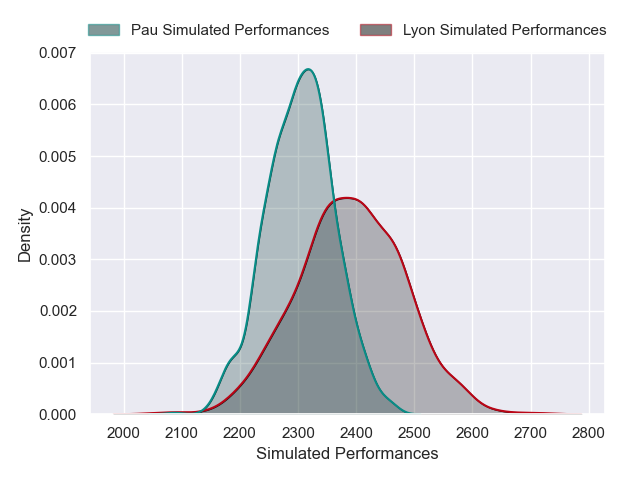 Pau Simulated Performances
Lyon Simulated Performances
0.007
0.006
0.005
0.004
0.003
0.002
0.001
0.000
Density
2000 2100 2200 2300 2400 2500 2600 2700 2800
Simulated Performances